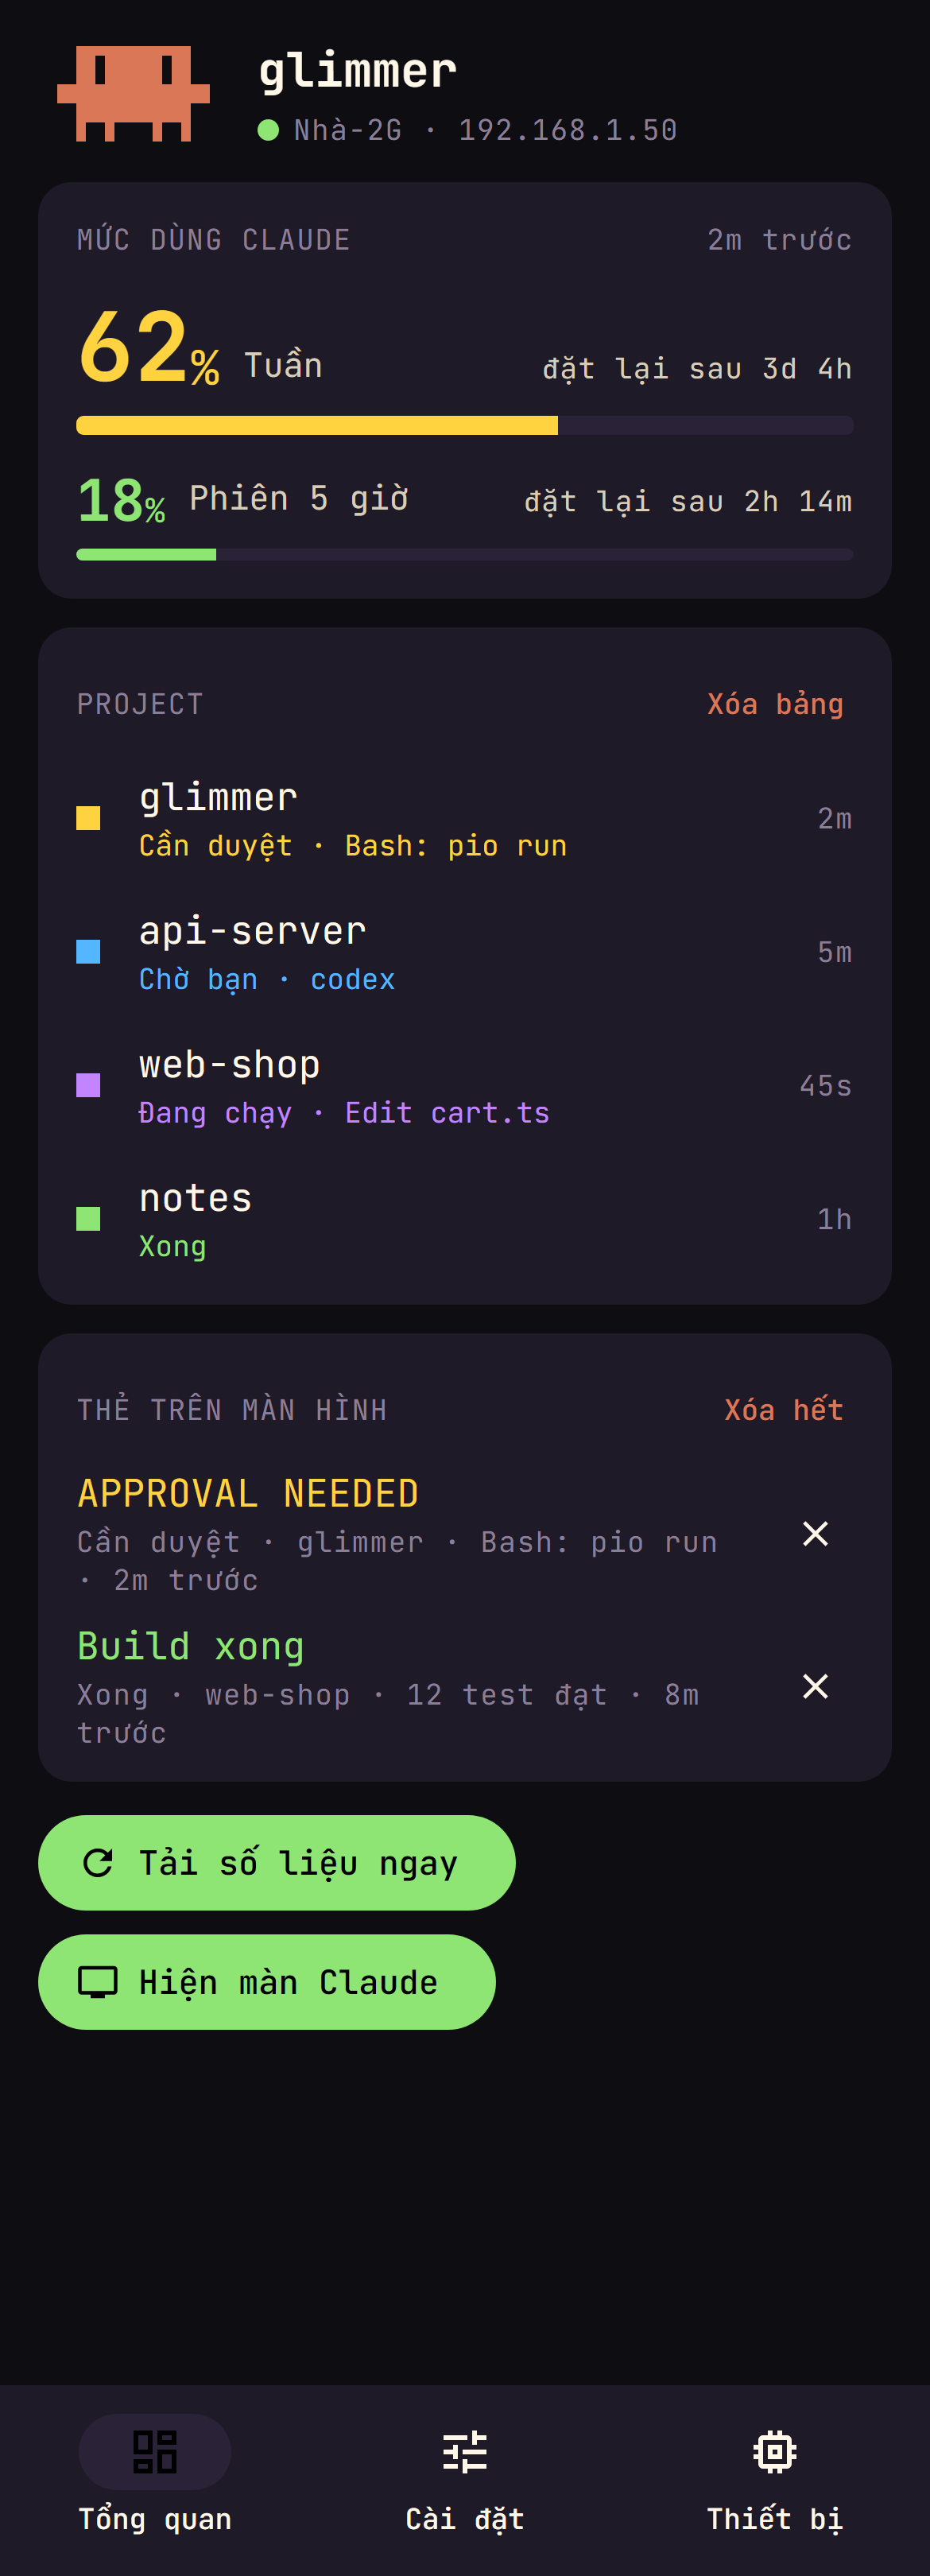 glimmer
Nhà-2G · 192.168.1.50
MỨC DÙNG CLAUDE 2m trước
62% Tuần đặt lại sau 3d 4h
18% Phiên 5 giờ đặt lại sau 2h 14m
PROJECT Xóa bảng
glimmer
Cần duyệt · Bash: pio run 2m
api-server
Chờ bạn · codex 5m
web-shop
Đang chạy · Edit cart.ts 45s
notes
Xong 1h
THẺ TRÊN MÀN HÌNH Xóa hết
APPROVAL NEEDED
Cần duyệt · glimmer · Bash: pio run
· 2m trước
Build xong
Xong · web-shop · 12 test đạt · 8m
trước
Tải số liệu ngay
Hiện màn Claude
Tổng quan Cài đặt Thiết bị